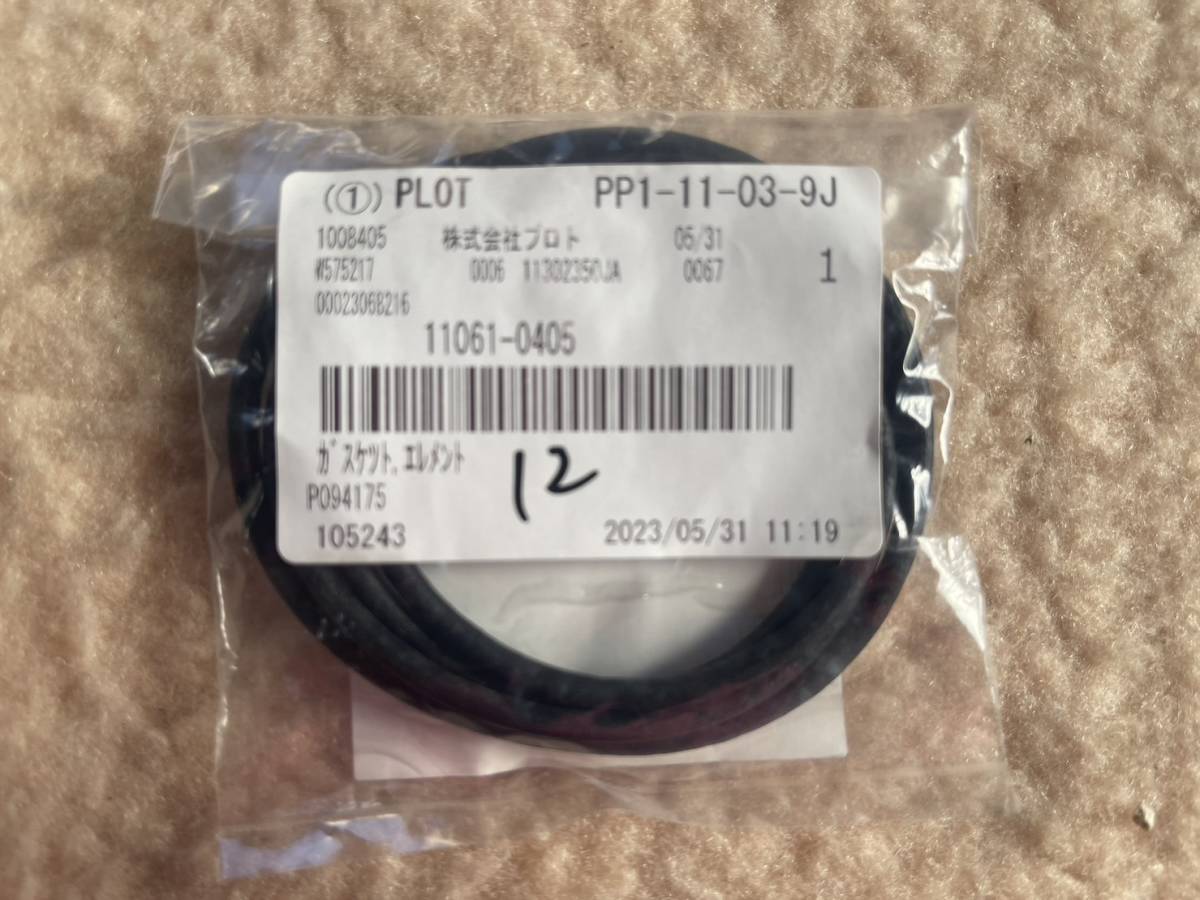 (①) PLOT PP1-11-03-9J
1008405 株式会社プロト 05/31
W575217 0006 11302350JA 0067 1
0002306B216
11061-0405
ガスケツト,エレメント
12
P094175
105243 2023/05/31 11:19